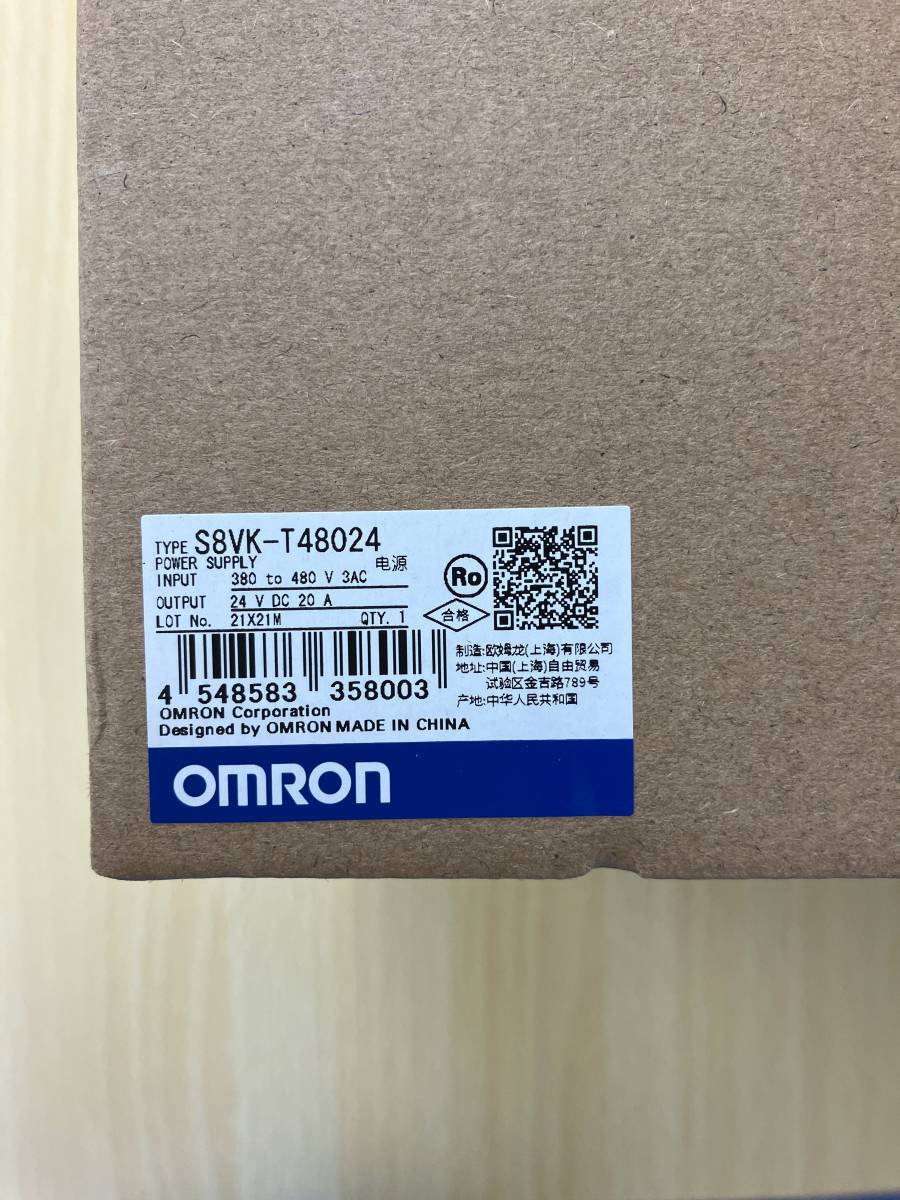 TYPE S8VK-T48024
POWER SUPPLY 电源
INPUT 380 to 480 V 3AC
OUTPUT 24 V DC 20 A
LOT No. 21X21M QTY. 1
Ro
合格
4 548583 358003
制造:欧姆龙(上海)有限公司
地址:中国(上海)自由贸易
试验区金吉路789号
产地:中华人民共和国
OMRON Corporation
Designed by OMRON MADE IN CHINA
OMRON